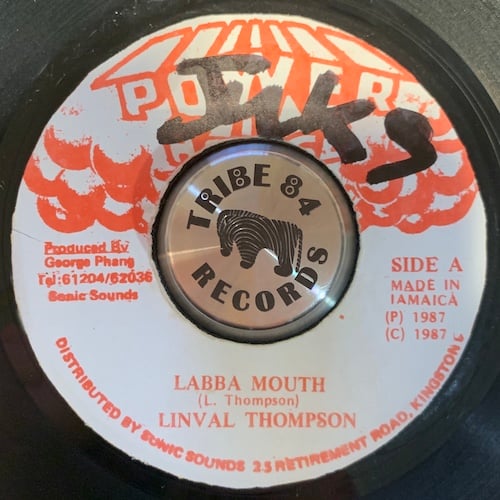 POWER
TRIBE 84
RECORDS
Produced By
George Phang
Tel:61204/62036
Sonic Sounds
SIDE A
MADE IN
JAMAICA
(P) 1987
(C) 1987
LABBA MOUTH
(L. Thompson)
LINVAL THOMPSON
DISTRIBUTED BY SONIC SOUNDS 25 RETIREMENT ROAD, KINGSTON